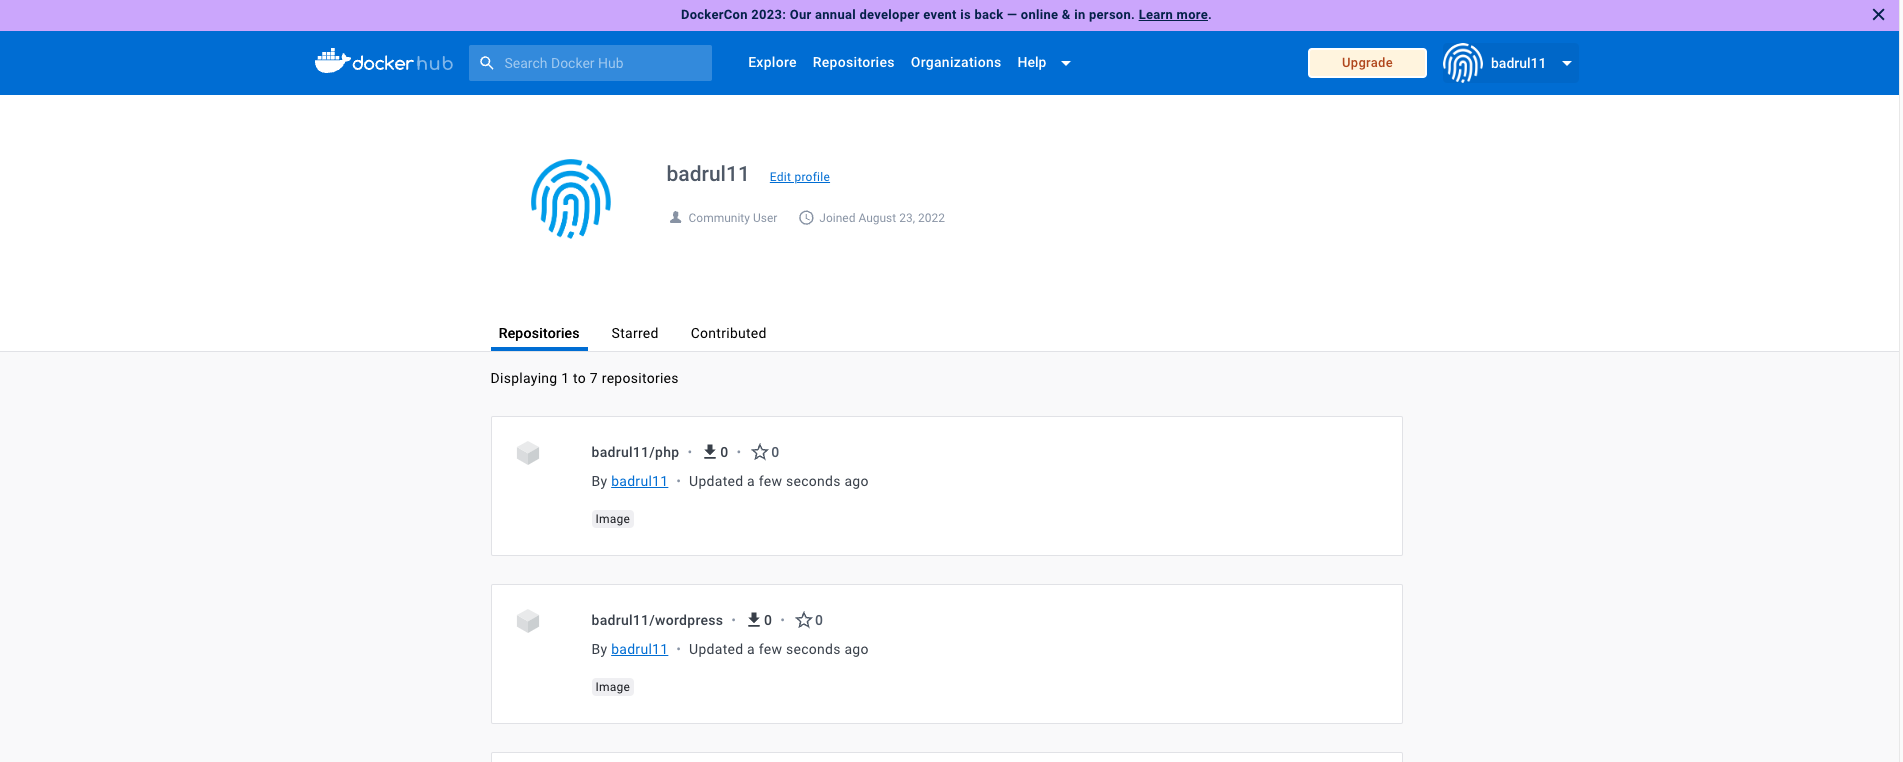 DockerCon 2023: Our annual developer event is back — online & in person. Learn more.
dockerhub Search Docker Hub Explore Repositories Organizations Help Upgrade badrul11
badrul11 Edit profile
Community User Joined August 23, 2022
Repositories Starred Contributed
Displaying 1 to 7 repositories
badrul11/php • 0 • 0
By badrul11 • Updated a few seconds ago
Image
badrul11/wordpress • 0 • 0
By badrul11 • Updated a few seconds ago
Image